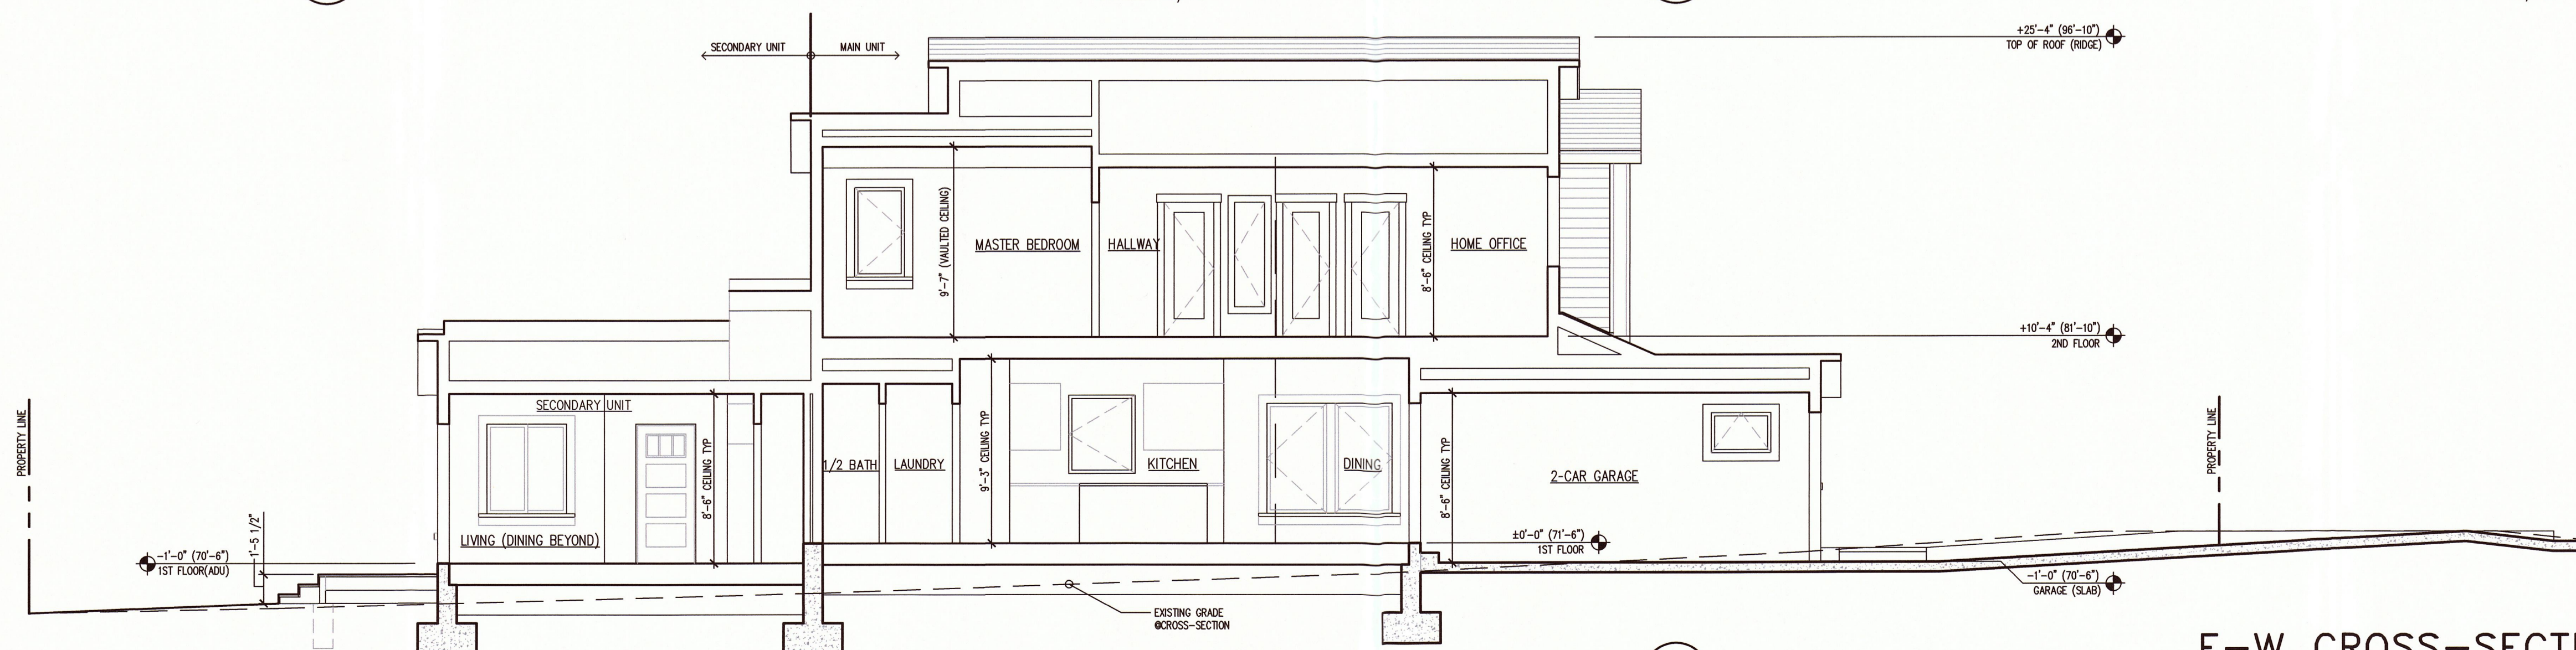 SECONDARY UNIT
MAIN UNIT
+25'-4" (96'-10")
TOP OF ROOF (RIDGE)
9'-7" (VAULTED CEILING)
MASTER BEDROOM
HALLWAY
8'-6" CEILING TYP
HOME OFFICE
+10'-4" (81'-10")
2ND FLOOR
PROPERTY LINE
SECONDARY UNIT
8'-6" CEILING TYP
LIVING (DINING BEYOND)
1/2 BATH
LAUNDRY
9'-3" CEILING TYP
KITCHEN
DINING
8'-6" CEILING TYP
2-CAR GARAGE
PROPERTY LINE
±0'-0" (71'-6")
1ST FLOOR
1'-5 1/2"
-1'-0" (70'-6")
1ST FLOOR(ADU)
-1'-0" (70'-6")
GARAGE (SLAB)
EXISTING GRADE
@CROSS-SECTION